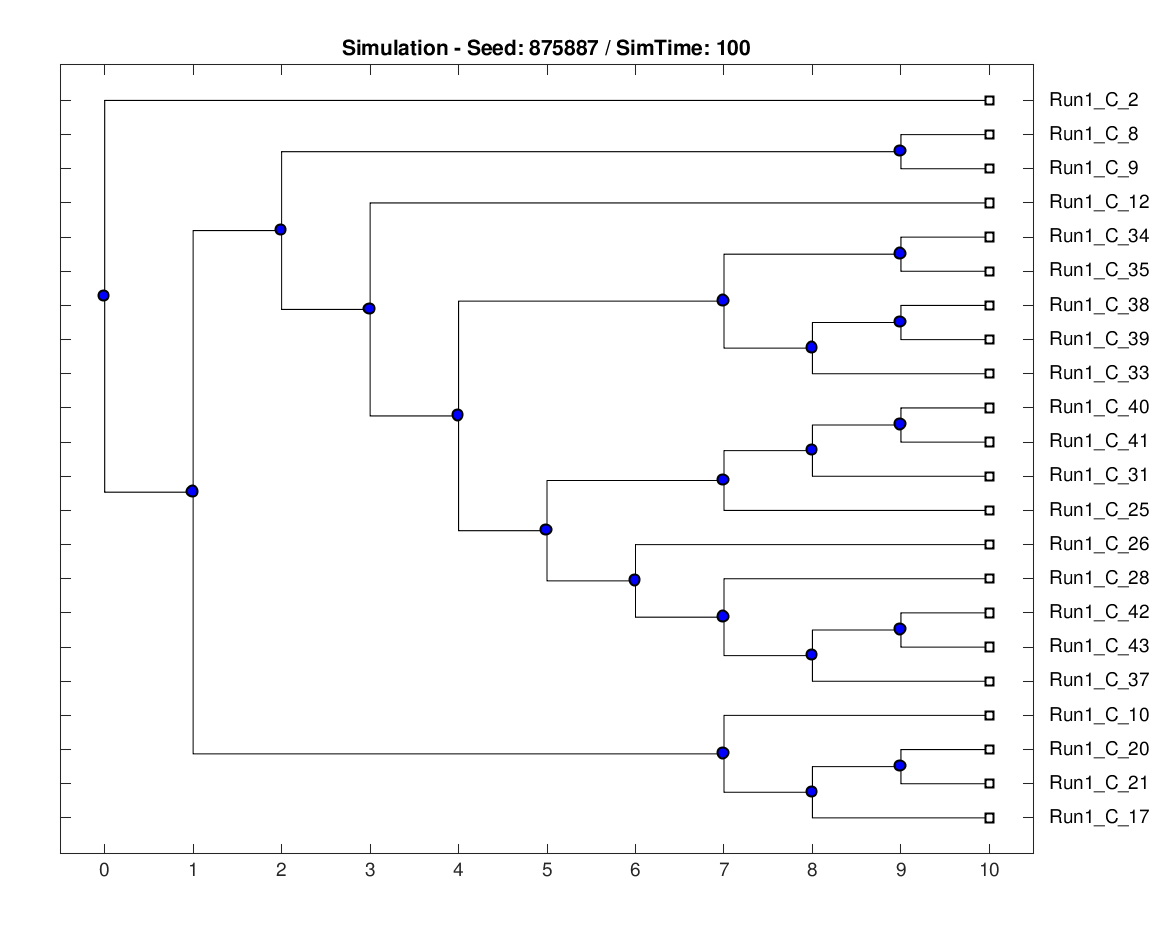 Simulation - Seed: 875887 / SimTime: 100
Run1_C_2
Run1_C_8
Run1_C_9
Run1_C_12
Run1_C_34
Run1_C_35
Run1_C_38
Run1_C_39
Run1_C_33
Run1_C_40
Run1_C_41
Run1_C_31
Run1_C_25
Run1_C_26
Run1_C_28
Run1_C_42
Run1_C_43
Run1_C_37
Run1_C_10
Run1_C_20
Run1_C_21
Run1_C_17
0 1 2 3 4 5 6 7 8 9 10